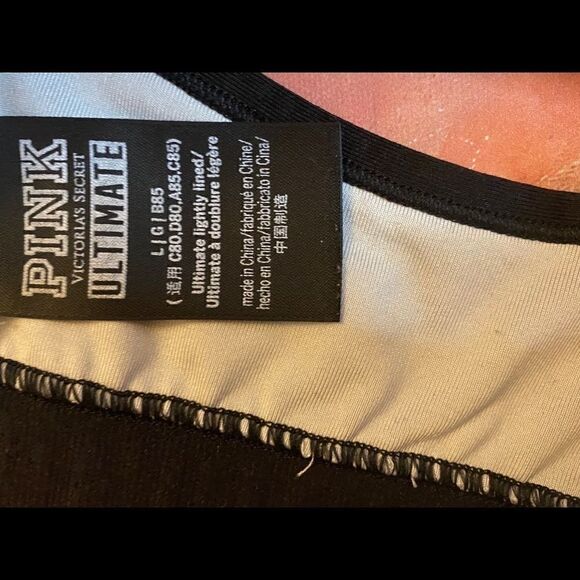 PINK
VICTORIA'S SECRET
ULTIMATE
L|G|B85
(适用 C80,D80,A85,C85)
Ultimate lightly lined/
Ultimate à doublure légère
made in China/fabriqué en Chine/
hecho en China/fabbricato in Cina/
中国制造